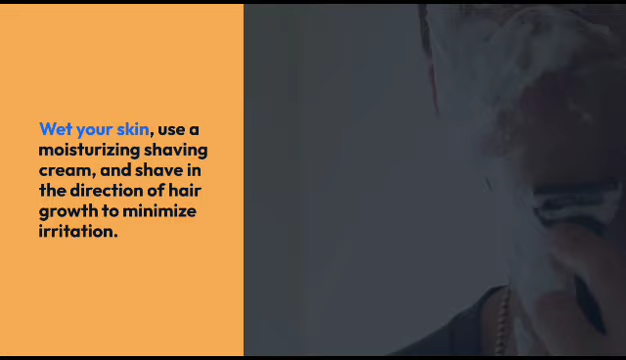 Wet your skin, use a
moisturizing shaving
cream, and shave in
the direction of hair
growth to minimize
irritation.